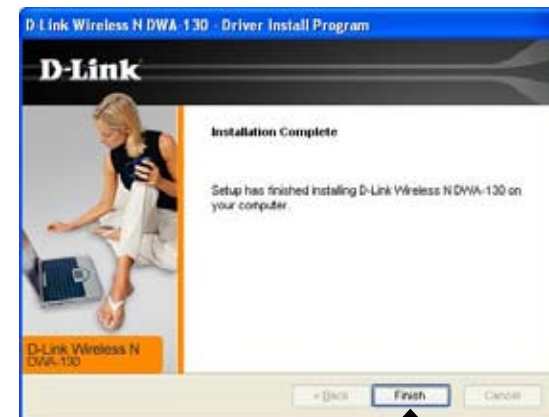 D-Link Wireless N DWA-130 - Driver Install Program
D-Link
Installation Complete
Setup has finished installing D-Link Wireless N DWA-130 on
your computer.
D-Link Wireless N
DWA-130
< Back
Finish
Cancel